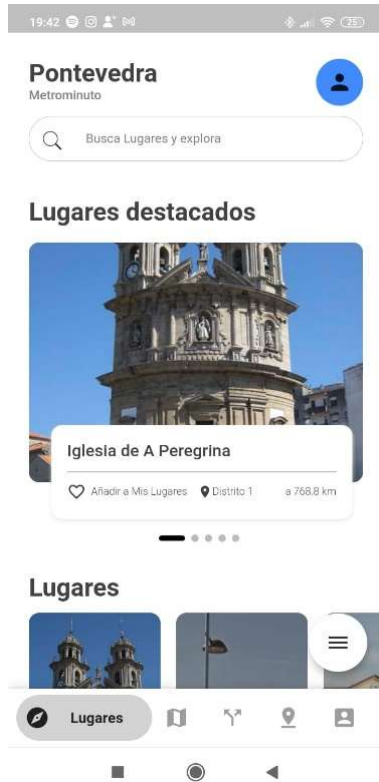 19:42
25
Pontevedra
Metrominuto
Busca Lugares y explora
Lugares destacados
Iglesia de A Peregrina
Añadir a Mis Lugares Distrito 1 a 768.8 km
Lugares
Lugares